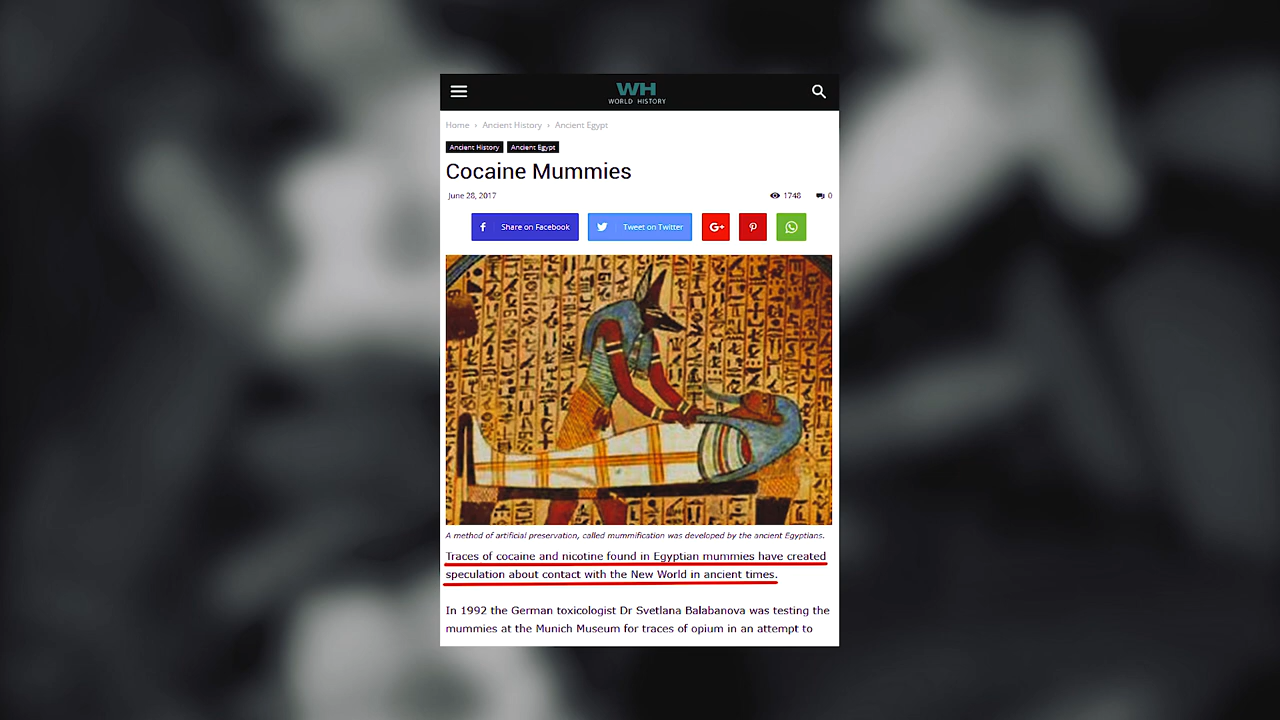 WH
WORLD HISTORY
Home › Ancient History › Ancient Egypt
Ancient History Ancient Egypt
Cocaine Mummies
June 28, 2017 1748 0
Share on Facebook Tweet on Twitter G+
A method of artificial preservation, called mummification was developed by the ancient Egyptians.
Traces of cocaine and nicotine found in Egyptian mummies have created
speculation about contact with the New World in ancient times.
In 1992 the German toxicologist Dr Svetlana Balabanova was testing the
mummies at the Munich Museum for traces of opium in an attempt to